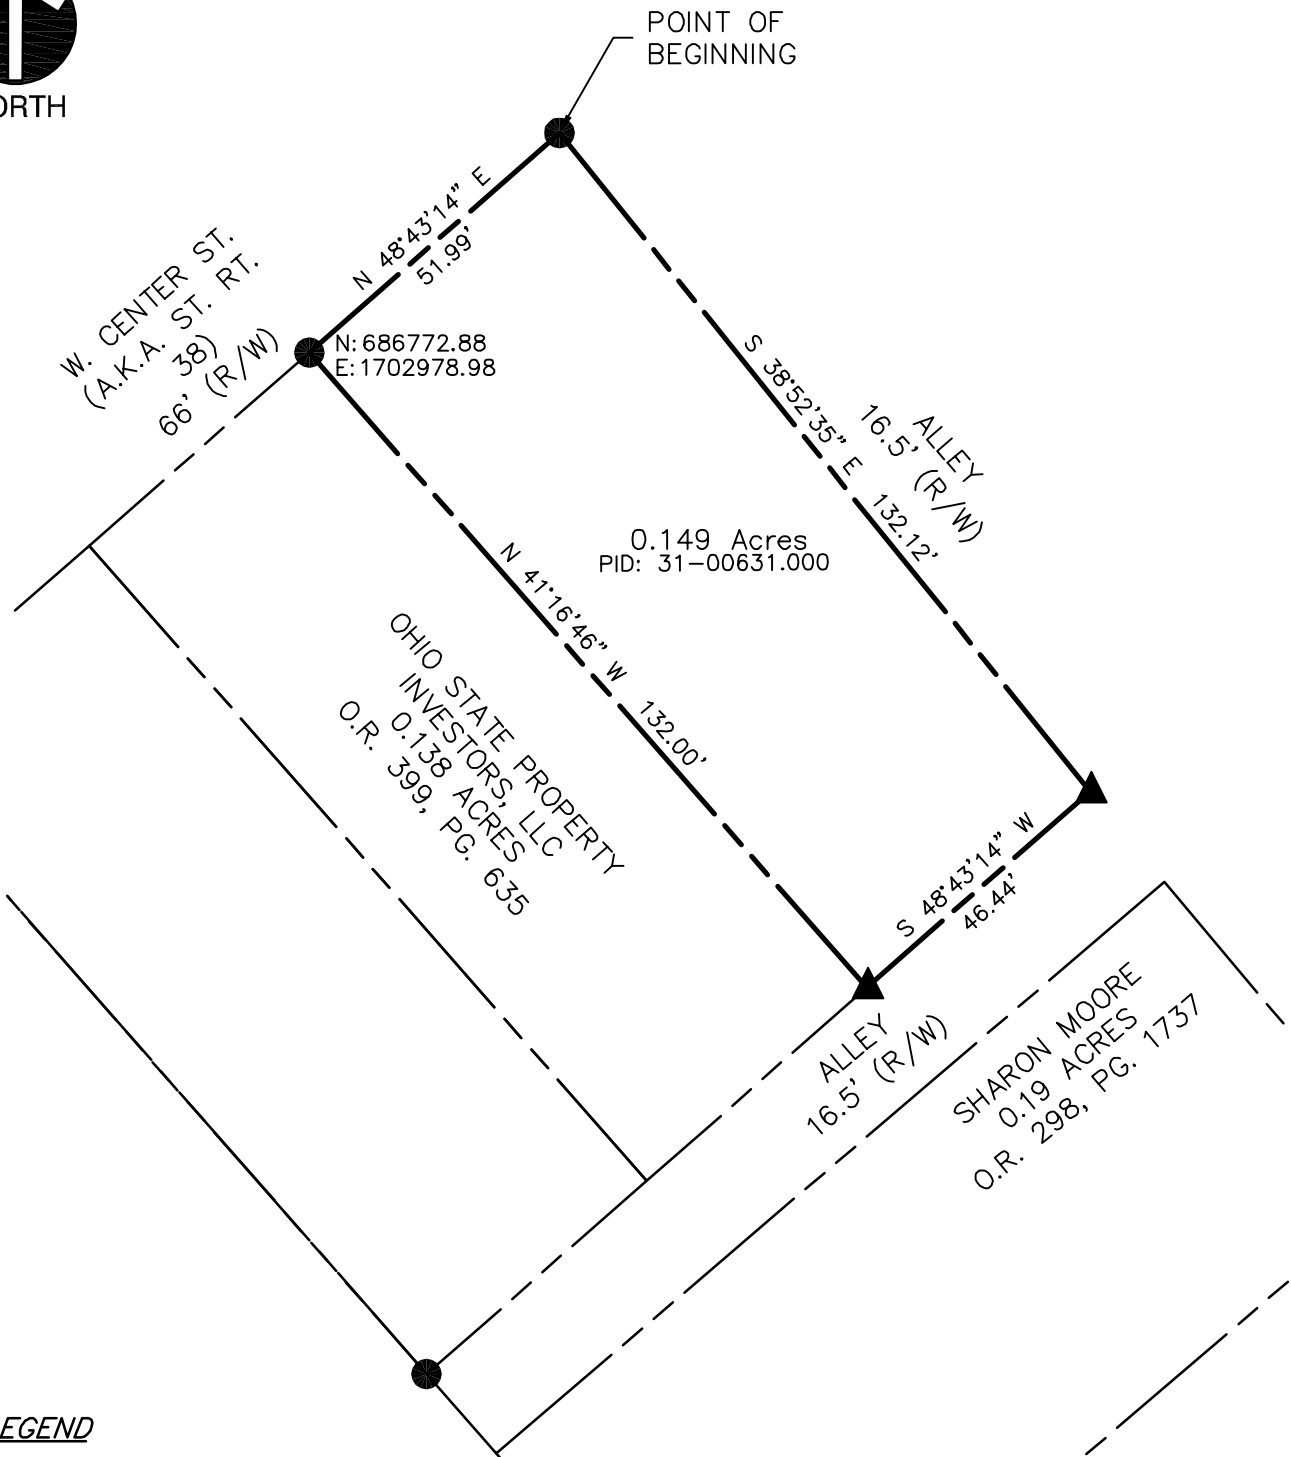 POINT OF
BEGINNING
ORTH
N 48°43'14" E
51.99'
W. CENTER ST.
(A.K.A. ST. RT.
38)
66' (R/W)
N: 686772.88
E: 1702978.98
S 38°52'35" E 132.12'
ALLEY
16.5' (R/W)
0.149 Acres
PID: 31-00631.000
N 41°16'46" W 132.00'
OHIO STATE PROPERTY
INVESTORS, LLC
0.138 ACRES
O.R. 399, PG. 635
S 48°43'14" W
46.44'
ALLEY
16.5' (R/W)
SHARON MOORE
0.19 ACRES
O.R. 298, PG. 1737
EGEND